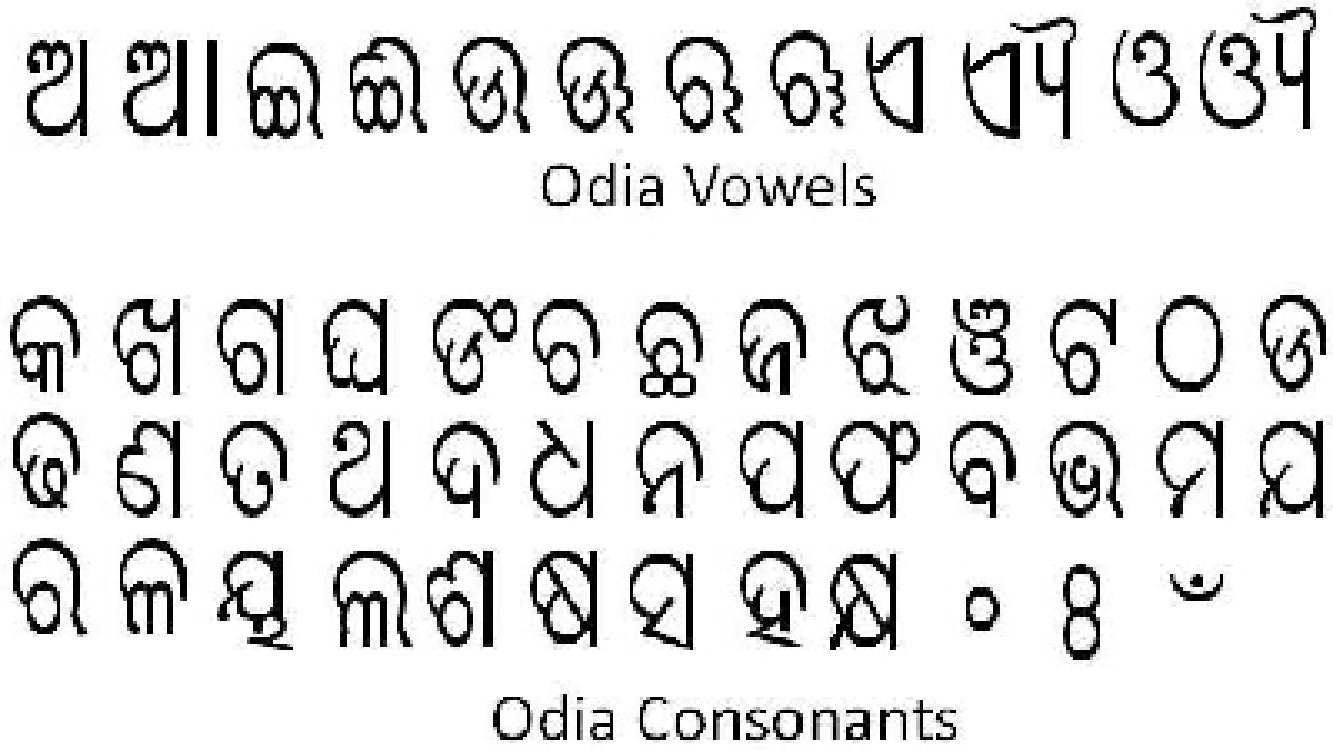 ଅ ଆ ଇ ଈ ଉ ଊ ଋ ୠ ଏ ଐ ଓ ଔ
Odia Vowels
କ ଖ ଗ ଘ ଙ ଚ ଛ ଜ ଝ ଞ ଟ ଠ ଡ
ଢ ଣ ତ ଥ ଦ ଧ ନ ପ ଫ ବ ଭ ମ ଯ
ର ଳ ୟ ଲ ଶ ଷ ସ ହ କ୍ଷ ଂ ଃ ଁ
Odia Consonants